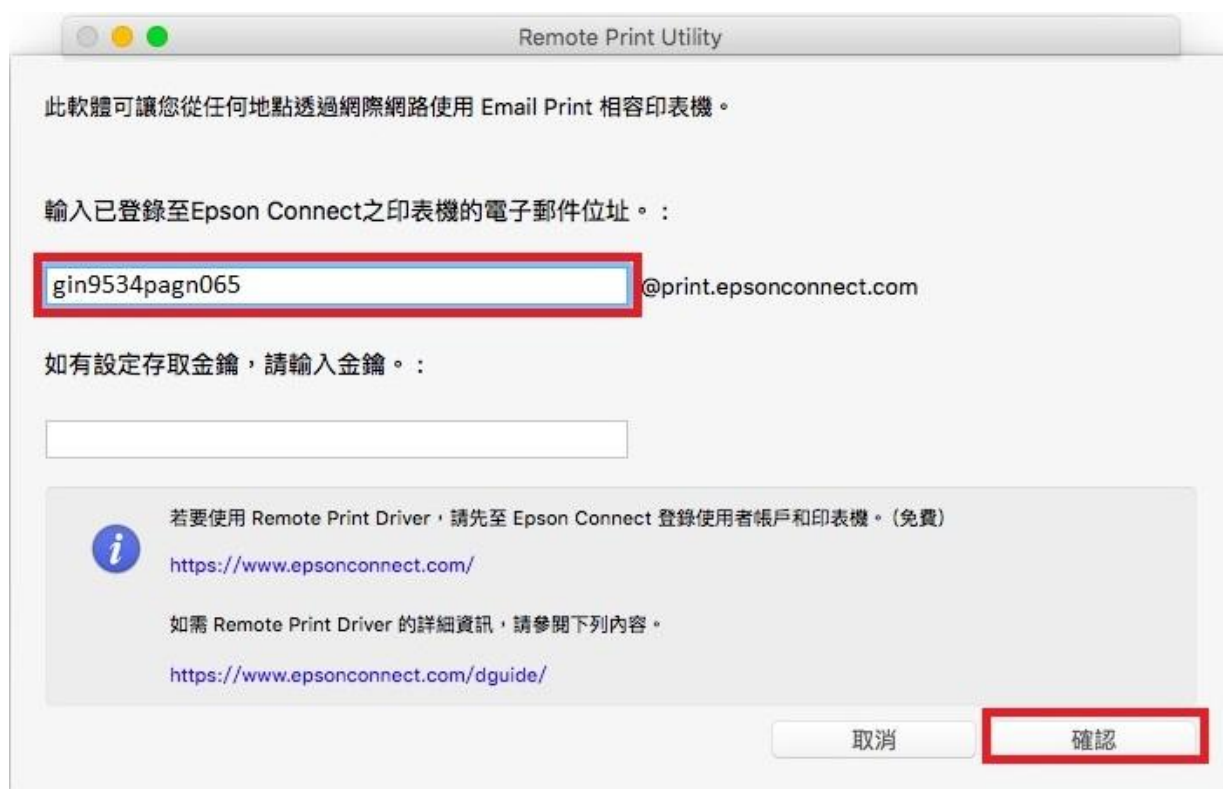 Remote Print Utility
此軟體可讓您從任何地點透過網際網路使用 Email Print 相容印表機。
輸入已登錄至Epson Connect之印表機的電子郵件位址。:
gin9534pagn065 @print.epsonconnect.com
如有設定存取金鑰,請輸入金鑰。:
若要使用 Remote Print Driver,請先至 Epson Connect 登錄使用者帳戶和印表機。(免費)
https://www.epsonconnect.com/
如需 Remote Print Driver 的詳細資訊,請參閱下列內容。
https://www.epsonconnect.com/dguide/
取消 確認